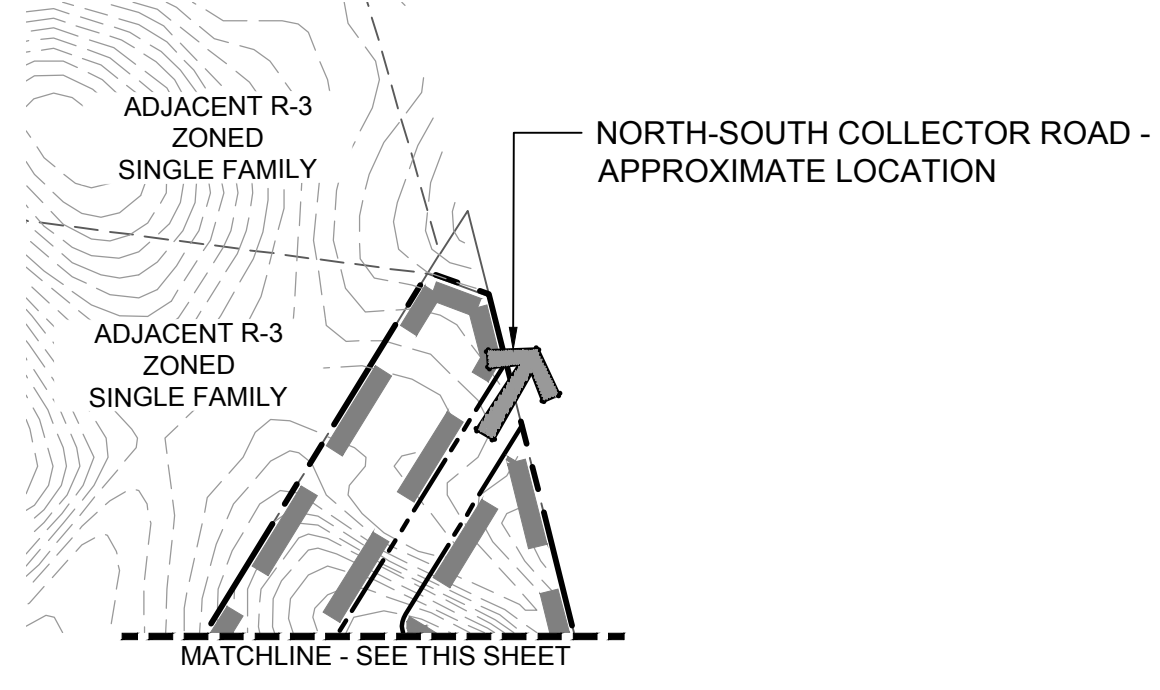 ADJACENT R-3
ZONED
SINGLE FAMILY
NORTH-SOUTH COLLECTOR ROAD -
APPROXIMATE LOCATION
ADJACENT R-3
ZONED
SINGLE FAMILY
MATCHLINE - SEE THIS SHEET